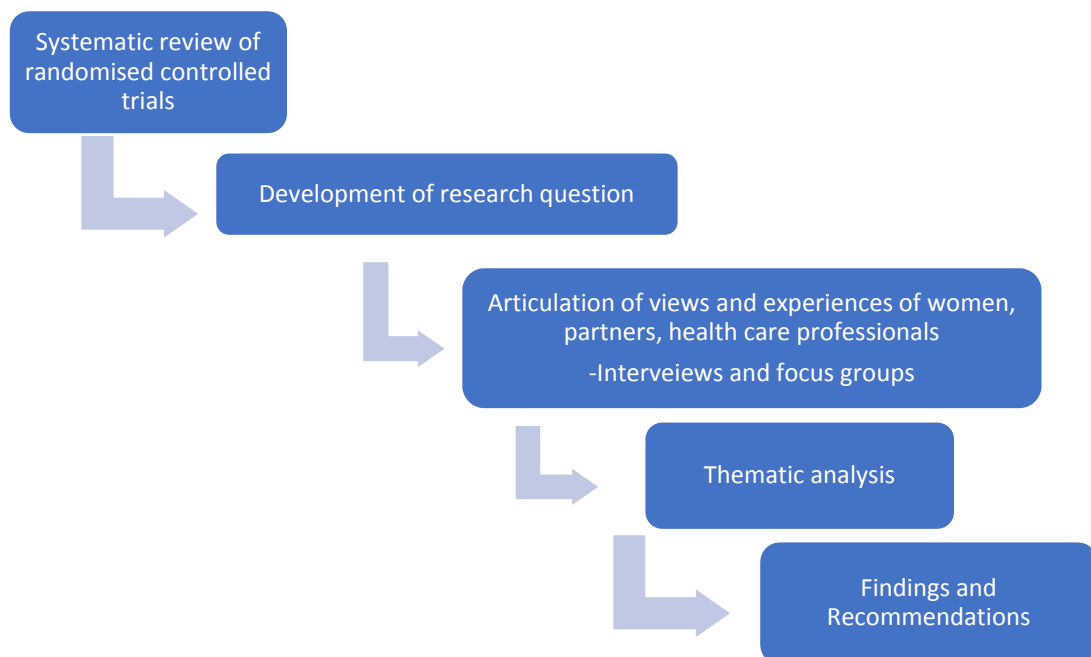 Systematic review of
randomised controlled
trials
Development of research question
Articulation of views and experiences of women,
partners, health care professionals
-Interveiews and focus groups
Thematic analysis
Findings and
Recommendations